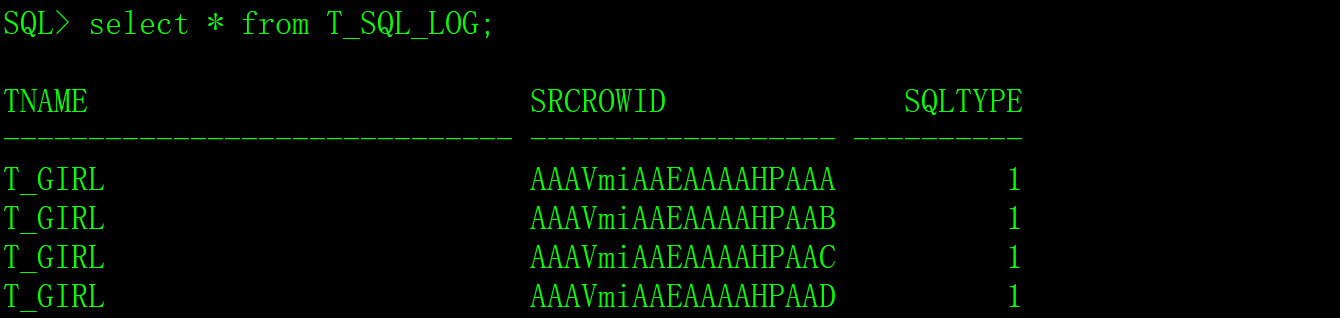 SQL> select * from T_SQL_LOG;
TNAME                          SRCROWID              SQLTYPE
------------------------------ ------------------ ----------
T_GIRL                         AAAVmiAAEAAAAHPAAA          1
T_GIRL                         AAAVmiAAEAAAAHPAAB          1
T_GIRL                         AAAVmiAAEAAAAHPAAC          1
T_GIRL                         AAAVmiAAEAAAAHPAAD          1